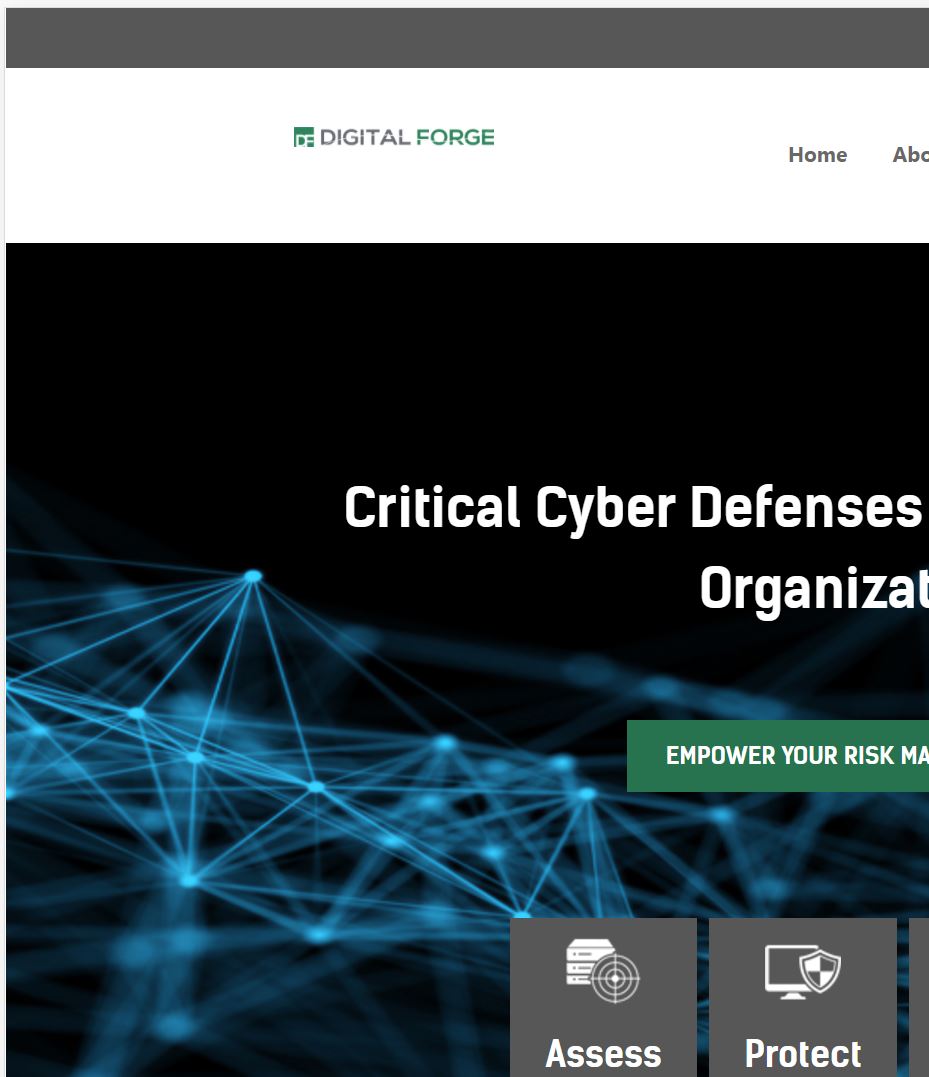 DF DIGITAL FORGE
Home Abo
Critical Cyber Defenses
Organizat
EMPOWER YOUR RISK MA
Assess Protect